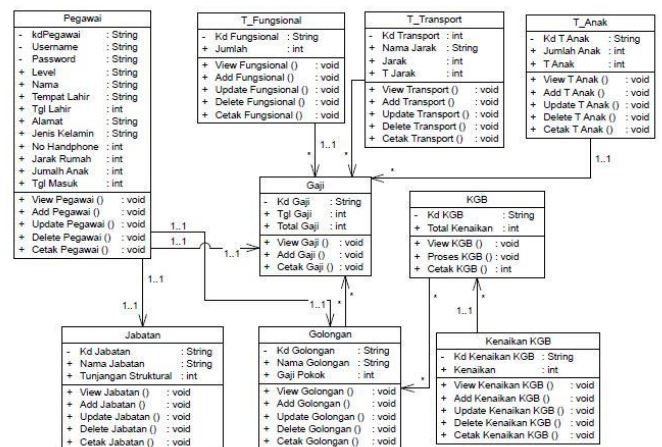 Pegawai
- kdPegawai : String
- Username : String
- Password : String
+ Level : String
+ Nama : String
+ Tempat Lahir : String
+ Tgl Lahir : int
+ Alamat : String
+ Jenis Kelamin : String
+ No Handphone : int
+ Jarak Rumah : int
+ Jumalh Anak : int
+ Tgl Masuk : int
+ View Pegawai () : void
+ Add Pegawai () : void
+ Update Pegawai () : void
+ Delete Pegawai () : void
+ Cetak Pegawai () : void
T_Fungsional
- Kd Fungsional : String
+ Jumlah : int
+ View Fungsional () : void
+ Add Fungsional () : void
+ Update Fungsional () : void
+ Delete Fungsional () : void
+ Cetak Fungsional () : void
T_Transport
- Kd Transport : int
+ Nama Jarak : String
+ Jarak : int
+ T Jarak : int
+ View Transport () : void
+ Add Transport () : void
+ Update Transport () : void
+ Delete Transport () : void
+ Cetak Transport () : void
T_Anak
- Kd T Anak : String
+ Jumlah Anak : int
+ T Anak : int
+ View T Anak () : void
+ Add T Anak () : void
+ Update T Anak () : void
+ Delete T Anak () : void
+ Cetak T Anak () : void
1..1
*
*
1..1
*
Gaji
- Kd Gaji : String
+ Tgl Gaji : int
+ Total Gaji : int
+ View Gaji () : void
+ Add Gaji () : void
+ Cetak Gaji () : int
KGB
- Kd KGB : String
+ Total Kenaikan : int
+ View KGB () : void
+ Proses KGB () : void
+ Cetak KGB () : int
1..1
1..1
1..1
1..1
1..1
*
*
*
*
1..1
*
Jabatan
- Kd Jabatan : String
+ Nama Jabatan : String
+ Tunjangan Struktural : int
+ View Jabatan () : void
+ Add Jabatan () : void
+ Update Jabatan () : void
+ Delete Jabatan () : void
+ Cetak Jabatan () : void
Golongan
- Kd Golongan : String
+ Nama Golongan : String
+ Gaji Pokok : int
+ View Golongan () : void
+ Add Golongan () : void
+ Update Golongan () : void
+ Delete Golongan () : void
+ Cetak Golongan () : void
Kenaikan KGB
- Kd Kenaikan KGB : String
+ Kenaikan : int
+ View Kenaikan KGB () : void
+ Add Kenaikan KGB () : void
+ Update Kenaikan KGB () : void
+ Delete Kenaikan KGB () : void
+ Cetak Kenaikan KGB () : void